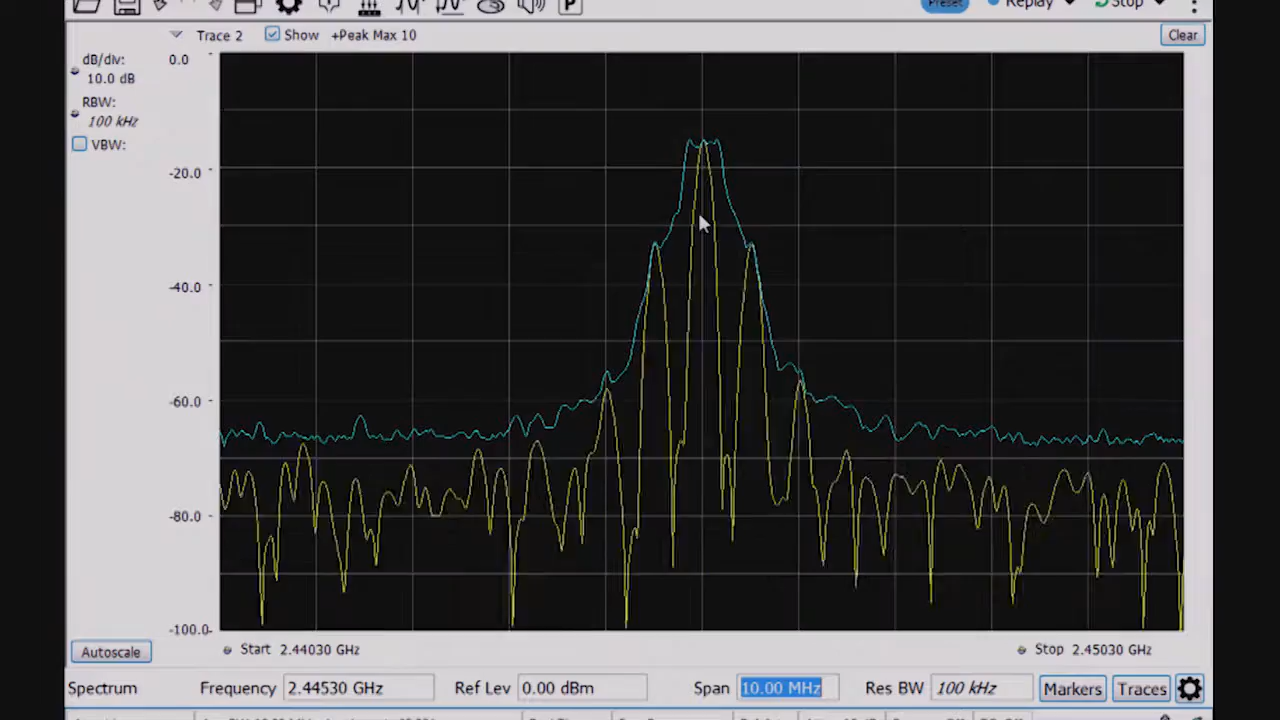 Preset Replay Stop
Trace 2 Show +Peak Max 10 Clear
dB/div:
10.0 dB
RBW:
100 kHz
VBW:
0.0
-20.0
-40.0
-60.0
-80.0
-100.0
Autoscale
Start 2.44030 GHz Stop 2.45030 GHz
Spectrum Frequency 2.44530 GHz Ref Lev 0.00 dBm Span 10.00 MHz Res BW 100 kHz Markers Traces